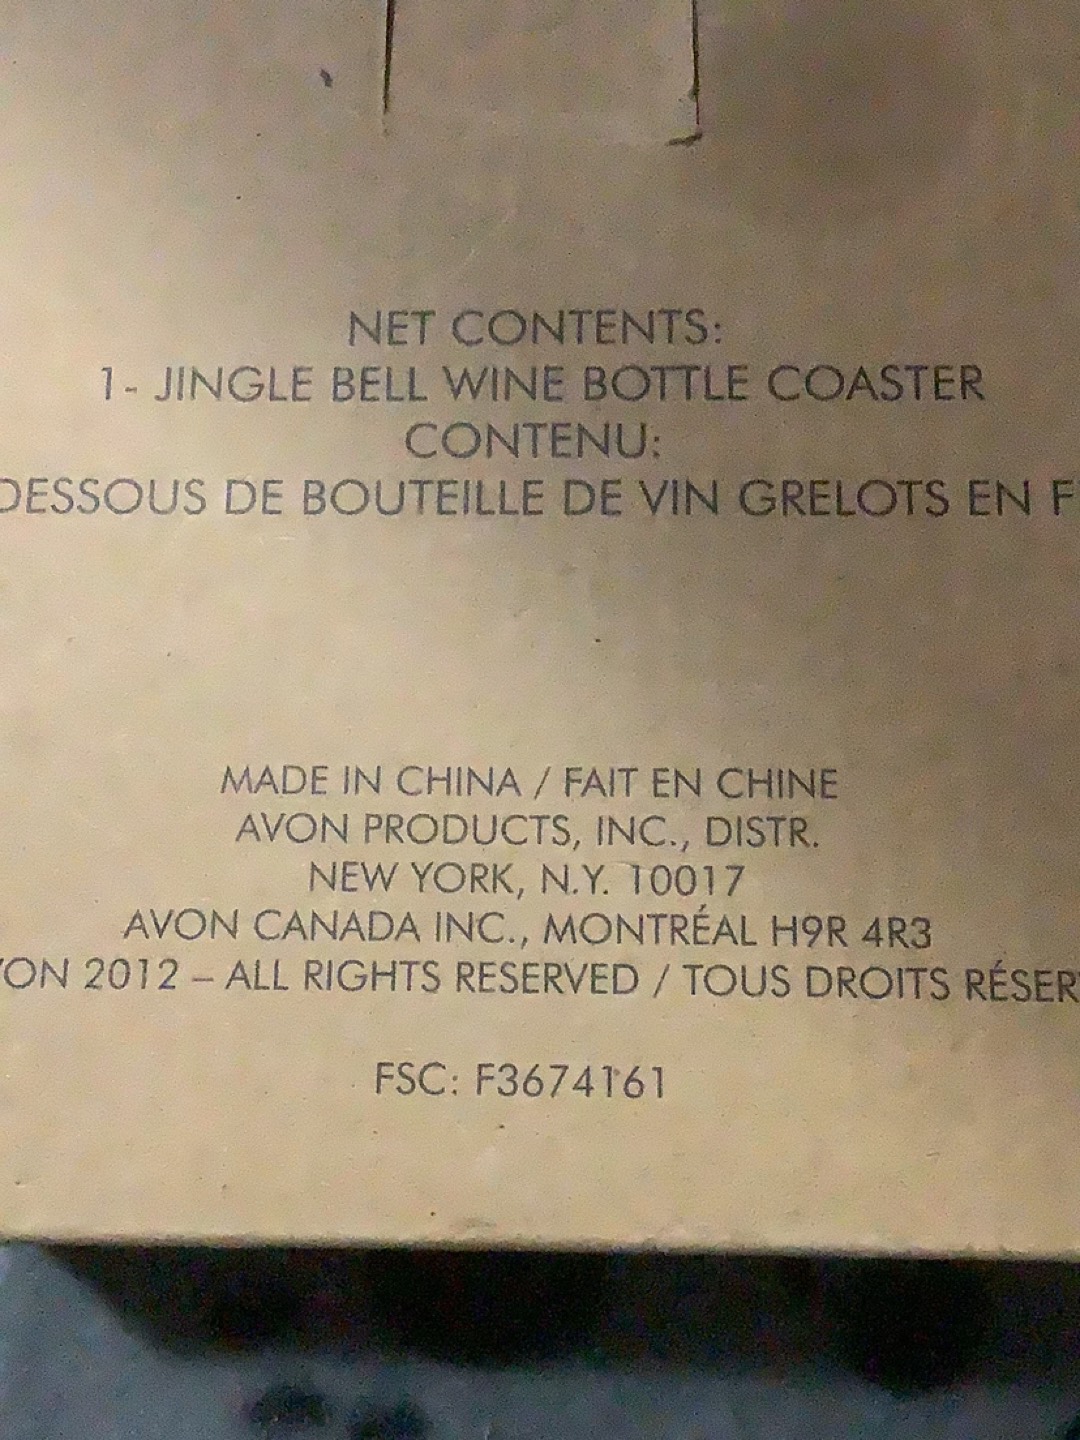 NET CONTENTS:
1- JINGLE BELL WINE BOTTLE COASTER
CONTENU:
DESSOUS DE BOUTEILLE DE VIN GRELOTS EN
MADE IN CHINA / FAIT EN CHINE
AVON PRODUCTS, INC., DISTR.
NEW YORK, N.Y. 10017
AVON CANADA INC., MONTRÉAL H9R 4R3
2012 – ALL RIGHTS RESERVED / TOUS DROITS
FSC: F3674161